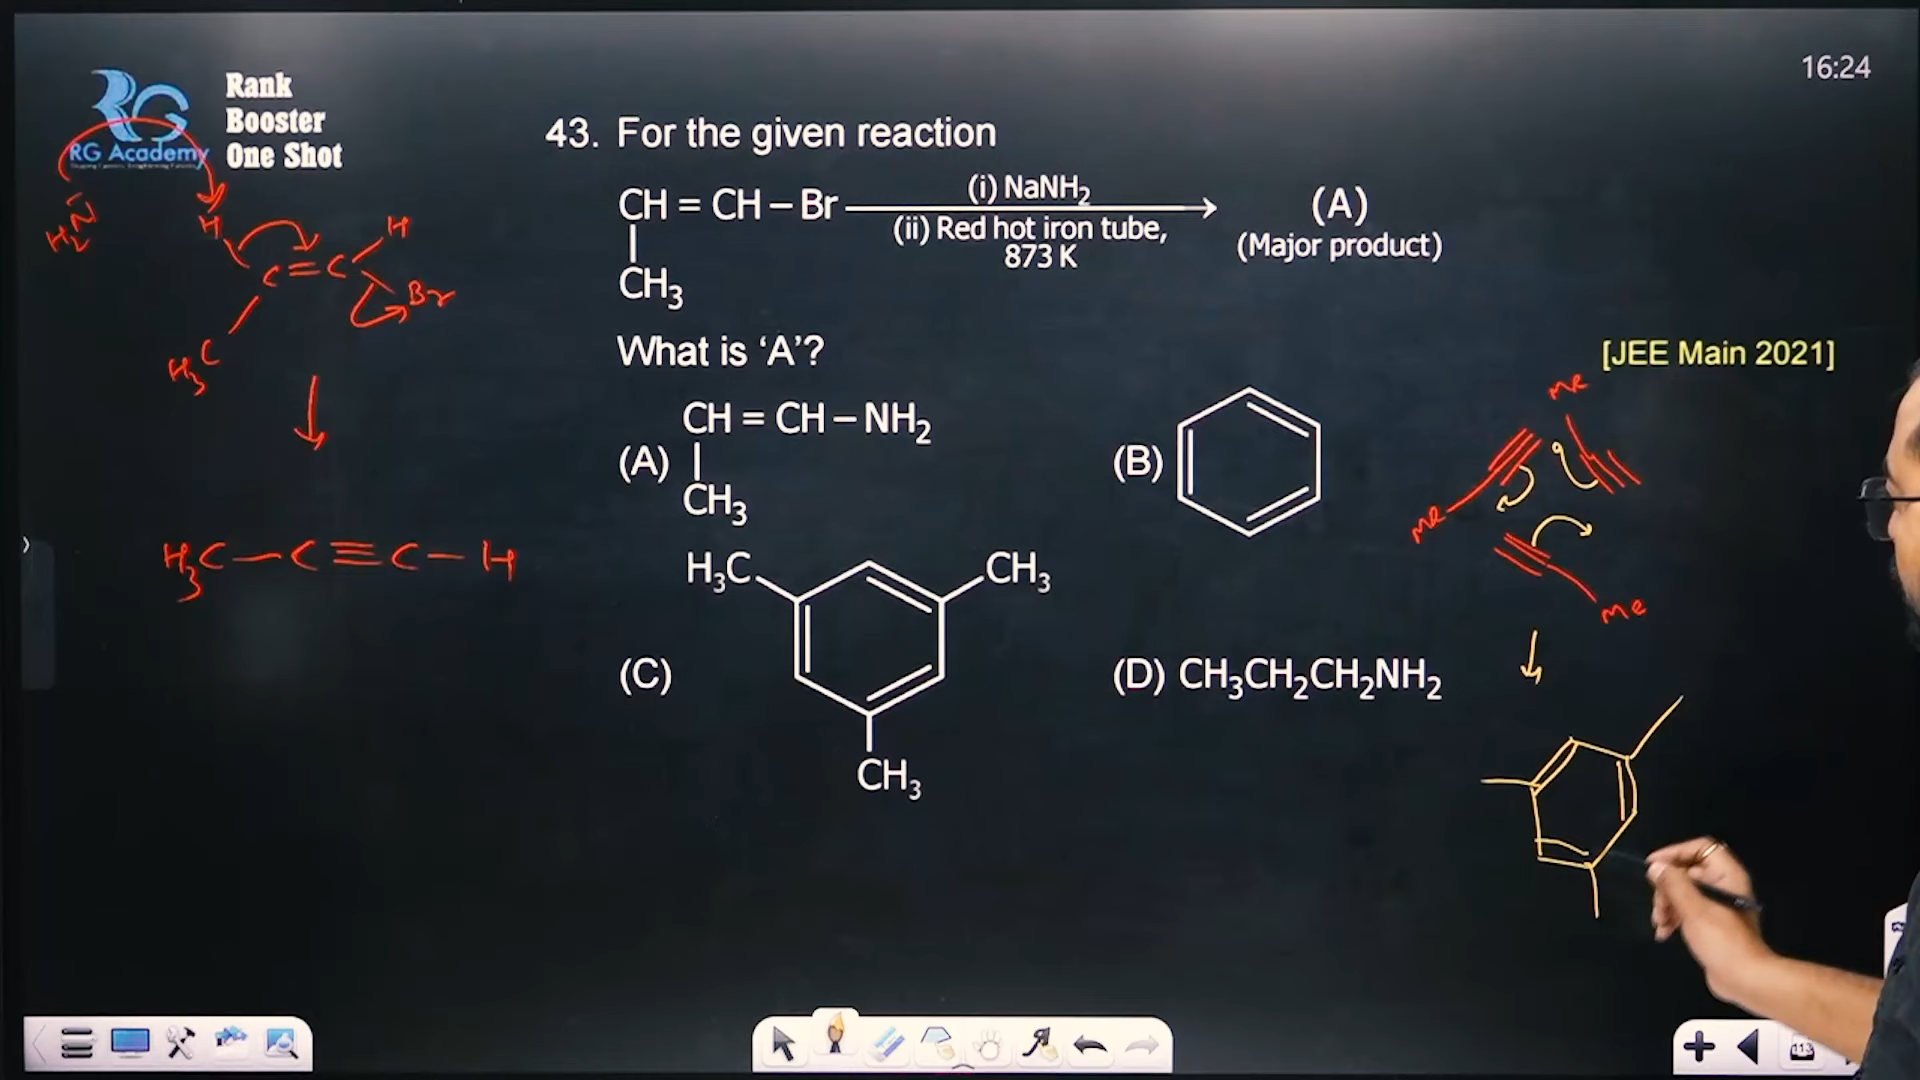 16:24
RG Academy
Rank
Booster
One Shot
43. For the given reaction
CH = CH – Br
|
CH₃
(i) NaNH₂
(ii) Red hot iron tube,
873 K
(A)
(Major product)
What is ‘A’?
[JEE Main 2021]
(A) CH = CH – NH₂
|
CH₃
(B)
(C) H₃C CH₃
CH₃
(D) CH₃CH₂CH₂NH₂
H₂N̄
H H
C = C
Br
H₃C
H₃C – C ≡ C – H
Me
Me
Me
113